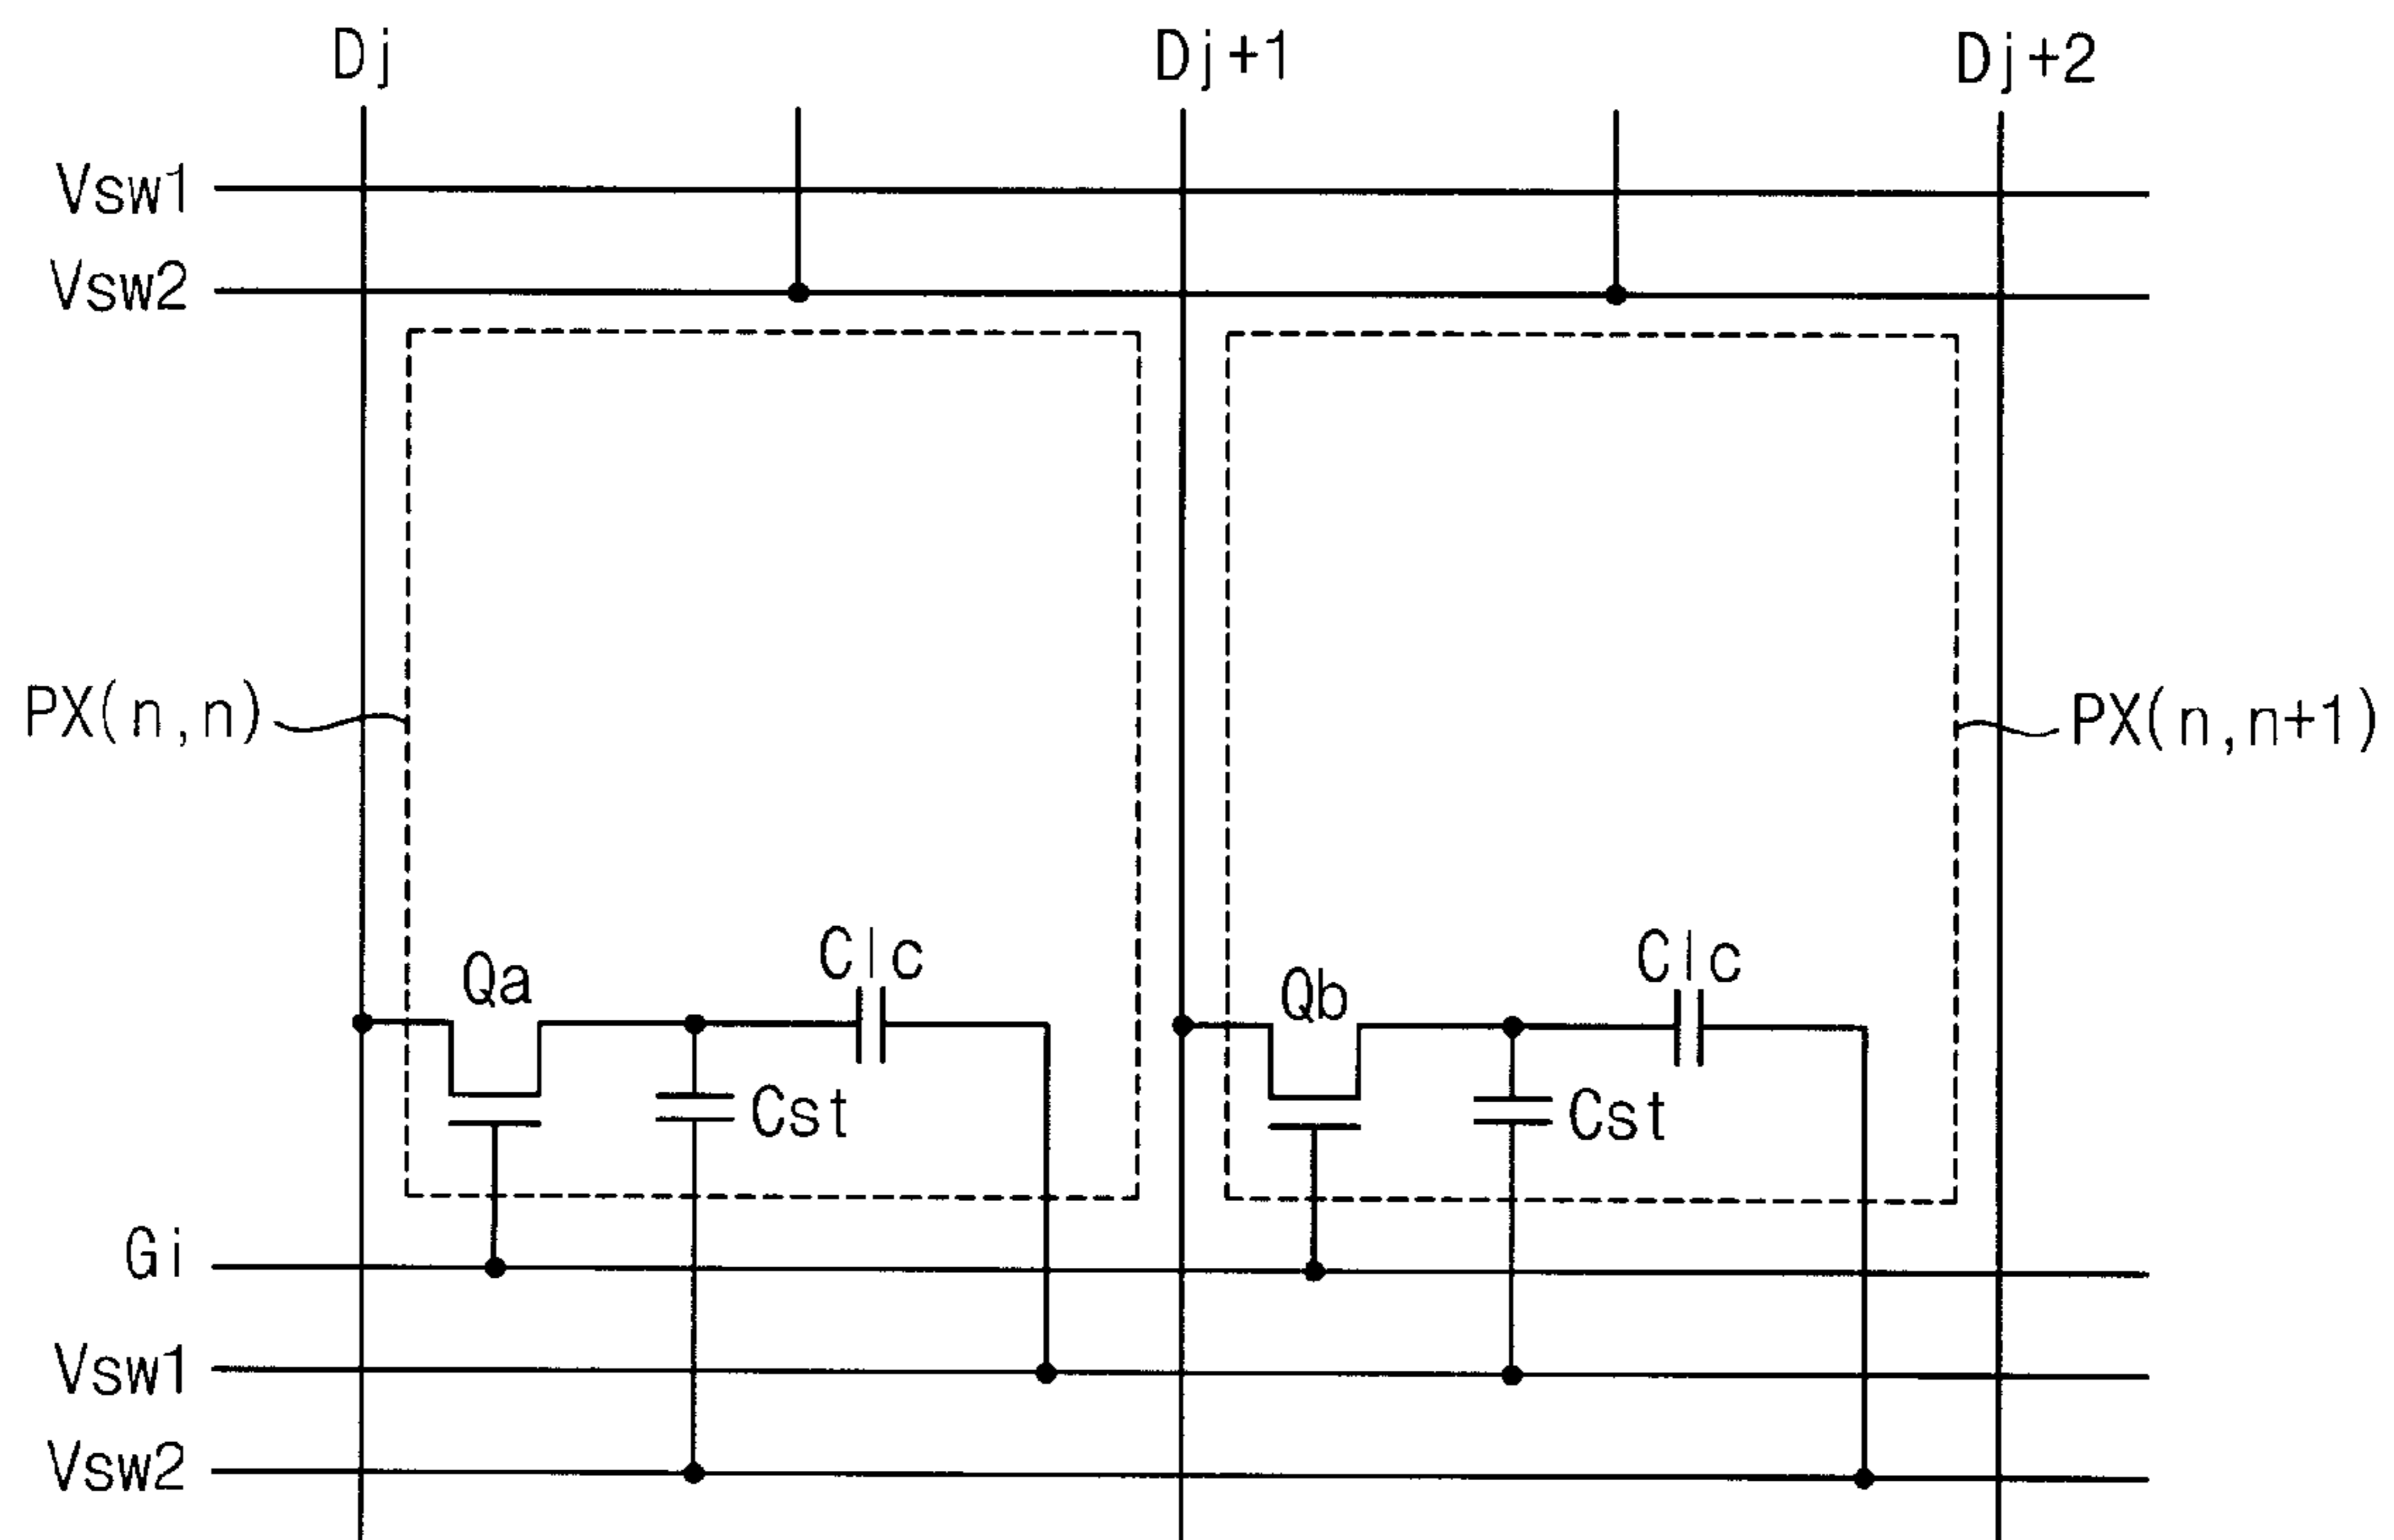 Dj
Dj+1
Dj+2
Vsw1
Vsw2
PX(n,n)
PX(n,n+1)
Qa
Clc
Qb
Clc
Cst
Cst
Gi
Vsw1
Vsw2